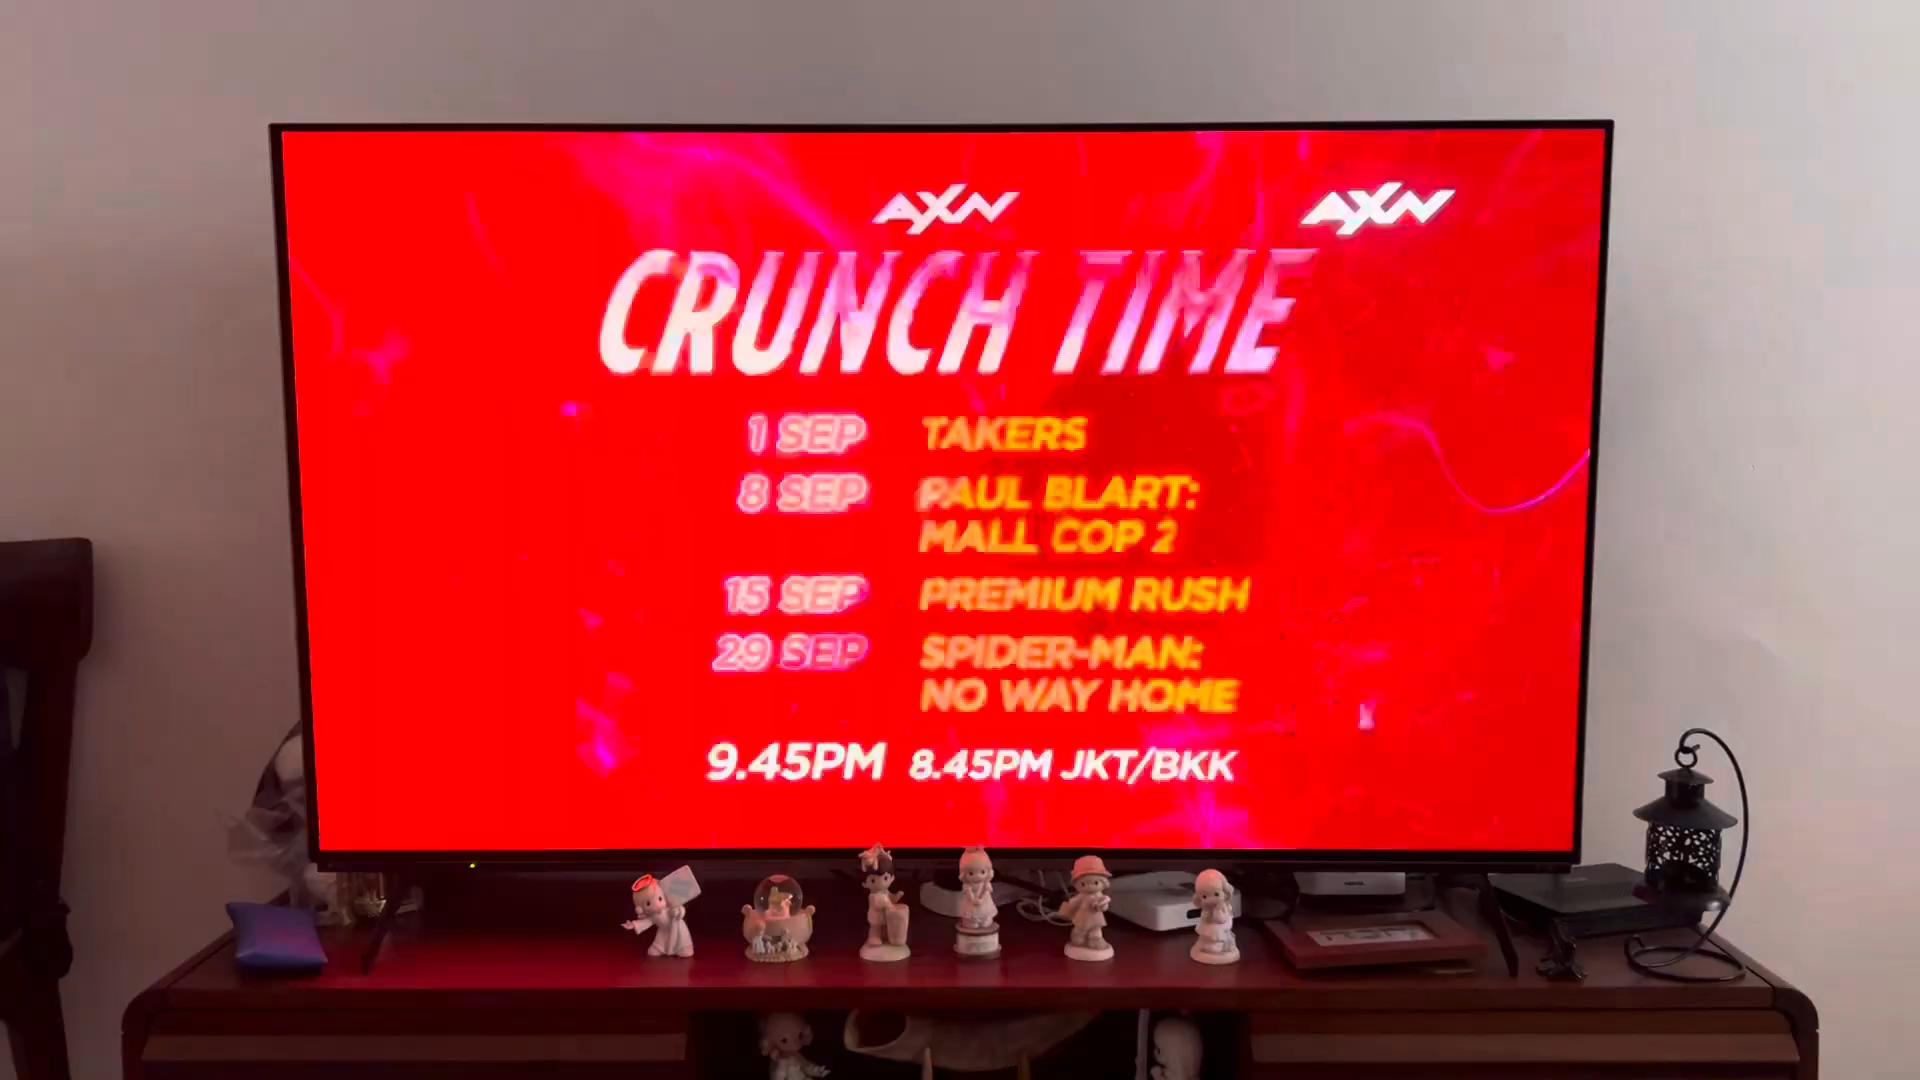 AXN AXN
CRUNCH TIME
1 SEP TAKERS
8 SEP PAUL BLART:
MALL COP 2
15 SEP PREMIUM RUSH
29 SEP SPIDER-MAN:
NO WAY HOME
9.45PM 8.45PM JKT/BKK